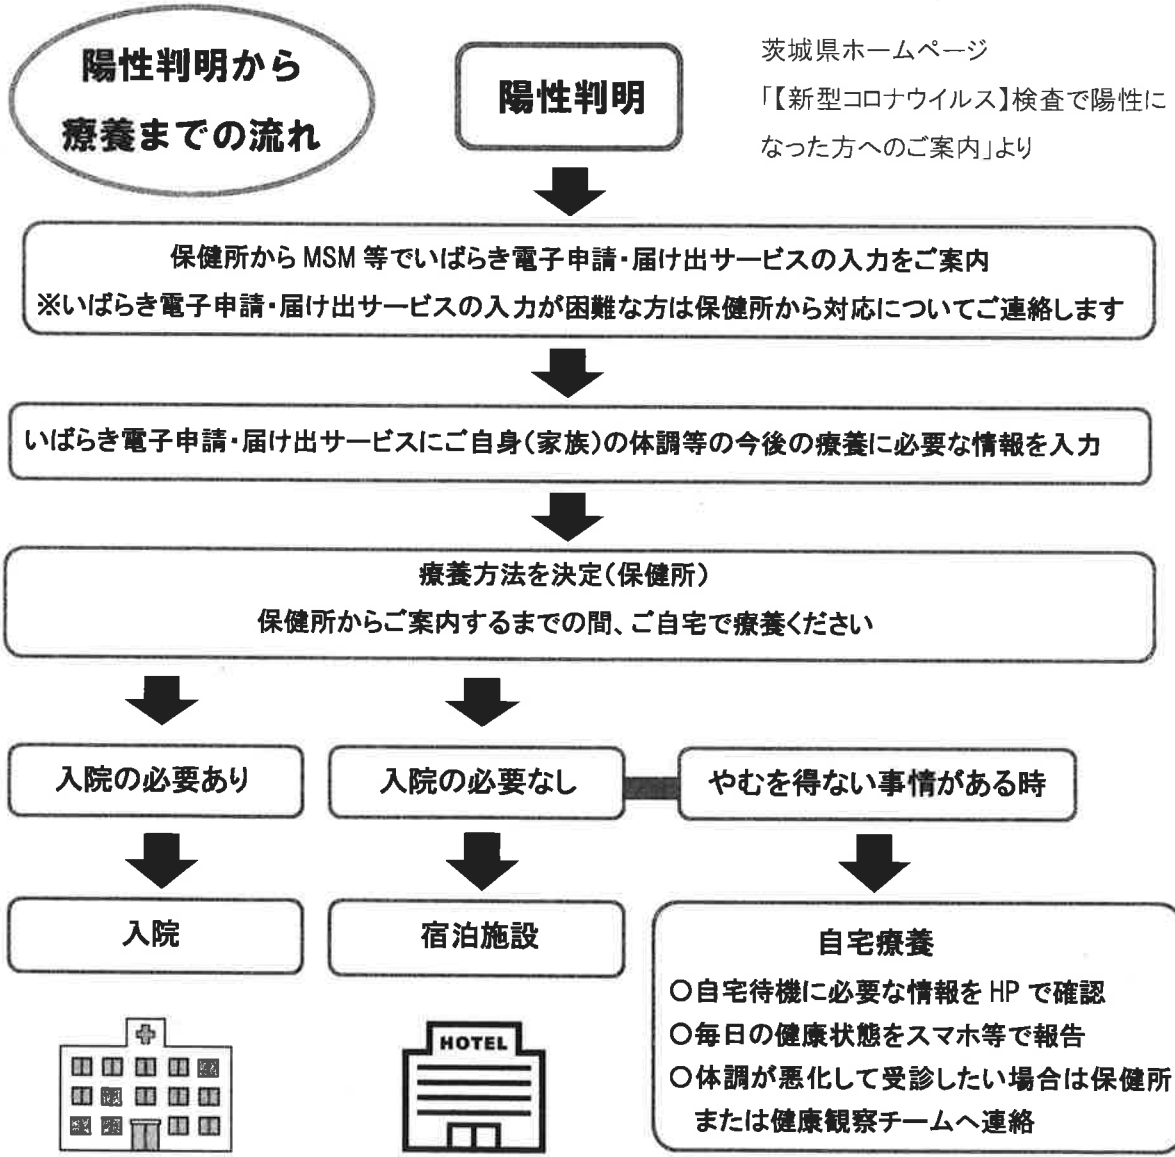 陽性判明から
療養までの流れ
陽性判明
茨城県ホームページ
「【新型コロナウイルス】検査で陽性に
なった方へのご案内」より
保健所から MSM 等でいばらき電子申請・届け出サービスの入力をご案内
※いばらき電子申請・届け出サービスの入力が困難な方は保健所から対応についてご連絡します
いばらき電子申請・届け出サービスにご自身(家族)の体調等の今後の療養に必要な情報を入力
療養方法を決定(保健所)
保健所からご案内するまでの間、ご自宅で療養ください
入院の必要あり
入院の必要なし
やむを得ない事情がある時
入院
宿泊施設
自宅療養
○自宅待機に必要な情報を HP で確認
○毎日の健康状態をスマホ等で報告
○体調が悪化して受診したい場合は保健所
または健康観察チームへ連絡
HOTEL